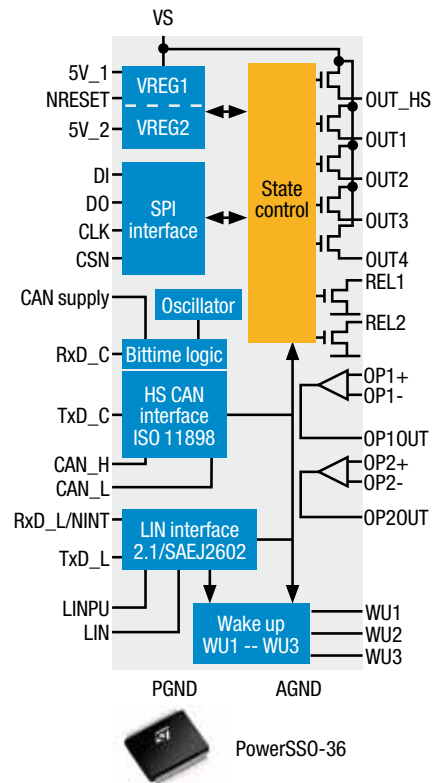 VS
5V_1
NRESET
5V_2
VREG1
VREG2
DI
DO
CLK
CSN
SPI
interface
State
control
OUT_HS
OUT1
OUT2
OUT3
OUT4
REL1
REL2
CAN supply
Oscillator
RxD_C
Bittime logic
TxD_C
HS CAN
interface
ISO 11898
CAN_H
CAN_L
OP1+
OP1-
OP1OUT
OP2+
OP2-
OP2OUT
RxD_L/NINT
TxD_L
LIN interface
2.1/SAEJ2602
LINPU
LIN
Wake up
WU1 -- WU3
WU1
WU2
WU3
PGND
AGND
PowerSSO-36